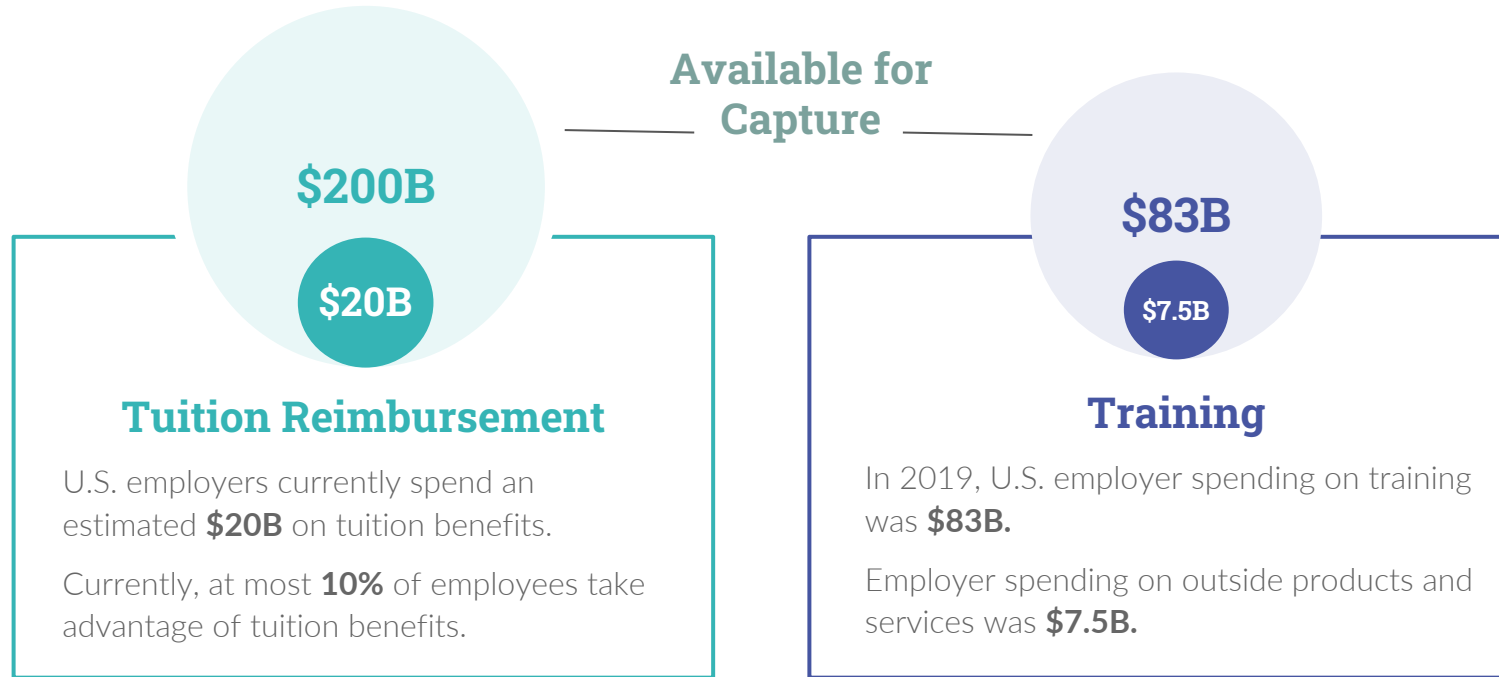 Available for
Capture
$200B
$20B
Tuition Reimbursement
U.S. employers currently spend an
estimated $20B on tuition benefits.
Currently, at most 10% of employees take
advantage of tuition benefits.
$83B
$7.5B
Training
In 2019, U.S. employer spending on training
was $83B.
Employer spending on outside products and
services was $7.5B.